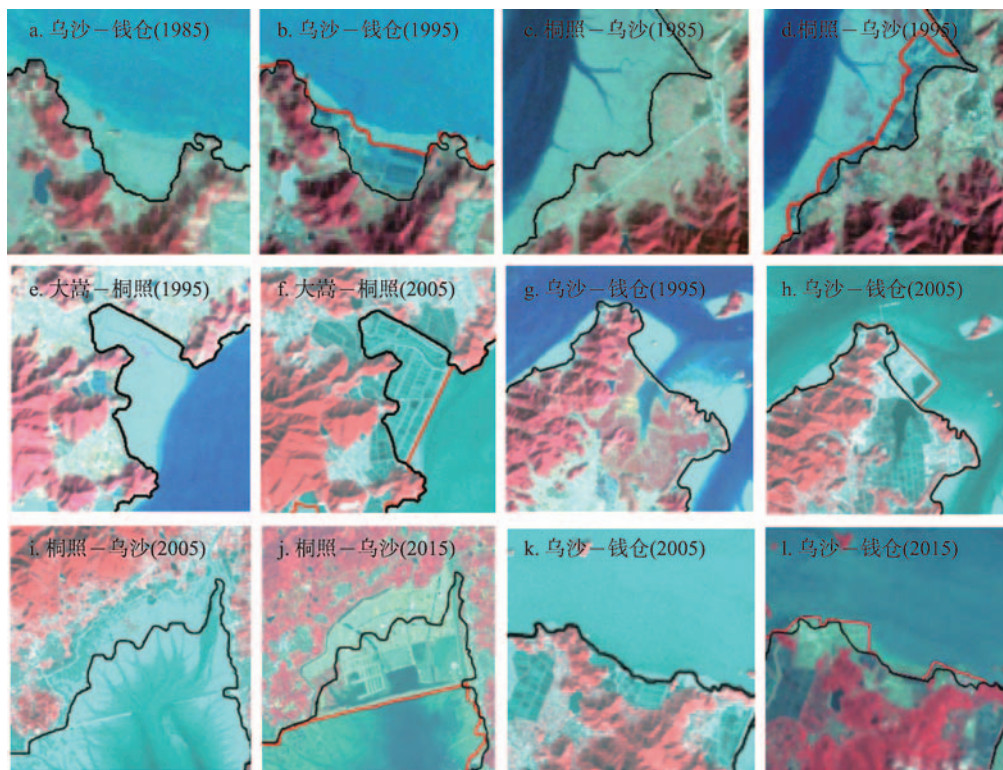 a. 乌沙－钱仓(1985)
b. 乌沙－钱仓(1995)
c. 桐照－乌沙(1985)
d. 桐照－乌沙(1995)
e. 大嵩－桐照(1995)
f. 大嵩－桐照(2005)
g. 乌沙－钱仓(1995)
h. 乌沙－钱仓(2005)
i. 桐照－乌沙(2005)
j. 桐照－乌沙(2015)
k. 乌沙－钱仓(2005)
l. 乌沙－钱仓(2015)